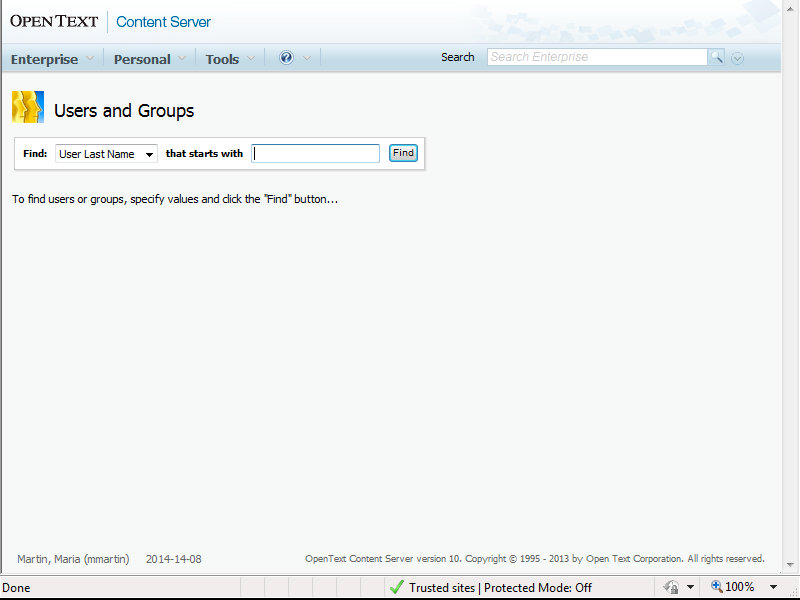 OPEN TEXT | Content Server
Enterprise Personal Tools ? Search Search Enterprise
Users and Groups
Find: User Last Name that starts with Find
To find users or groups, specify values and click the "Find" button...
Martin, Maria (mmartin) 2014-14-08 OpenText Content Server version 10. Copyright © 1995 - 2013 by Open Text Corporation. All rights reserved.
Done Trusted sites | Protected Mode: Off 100%